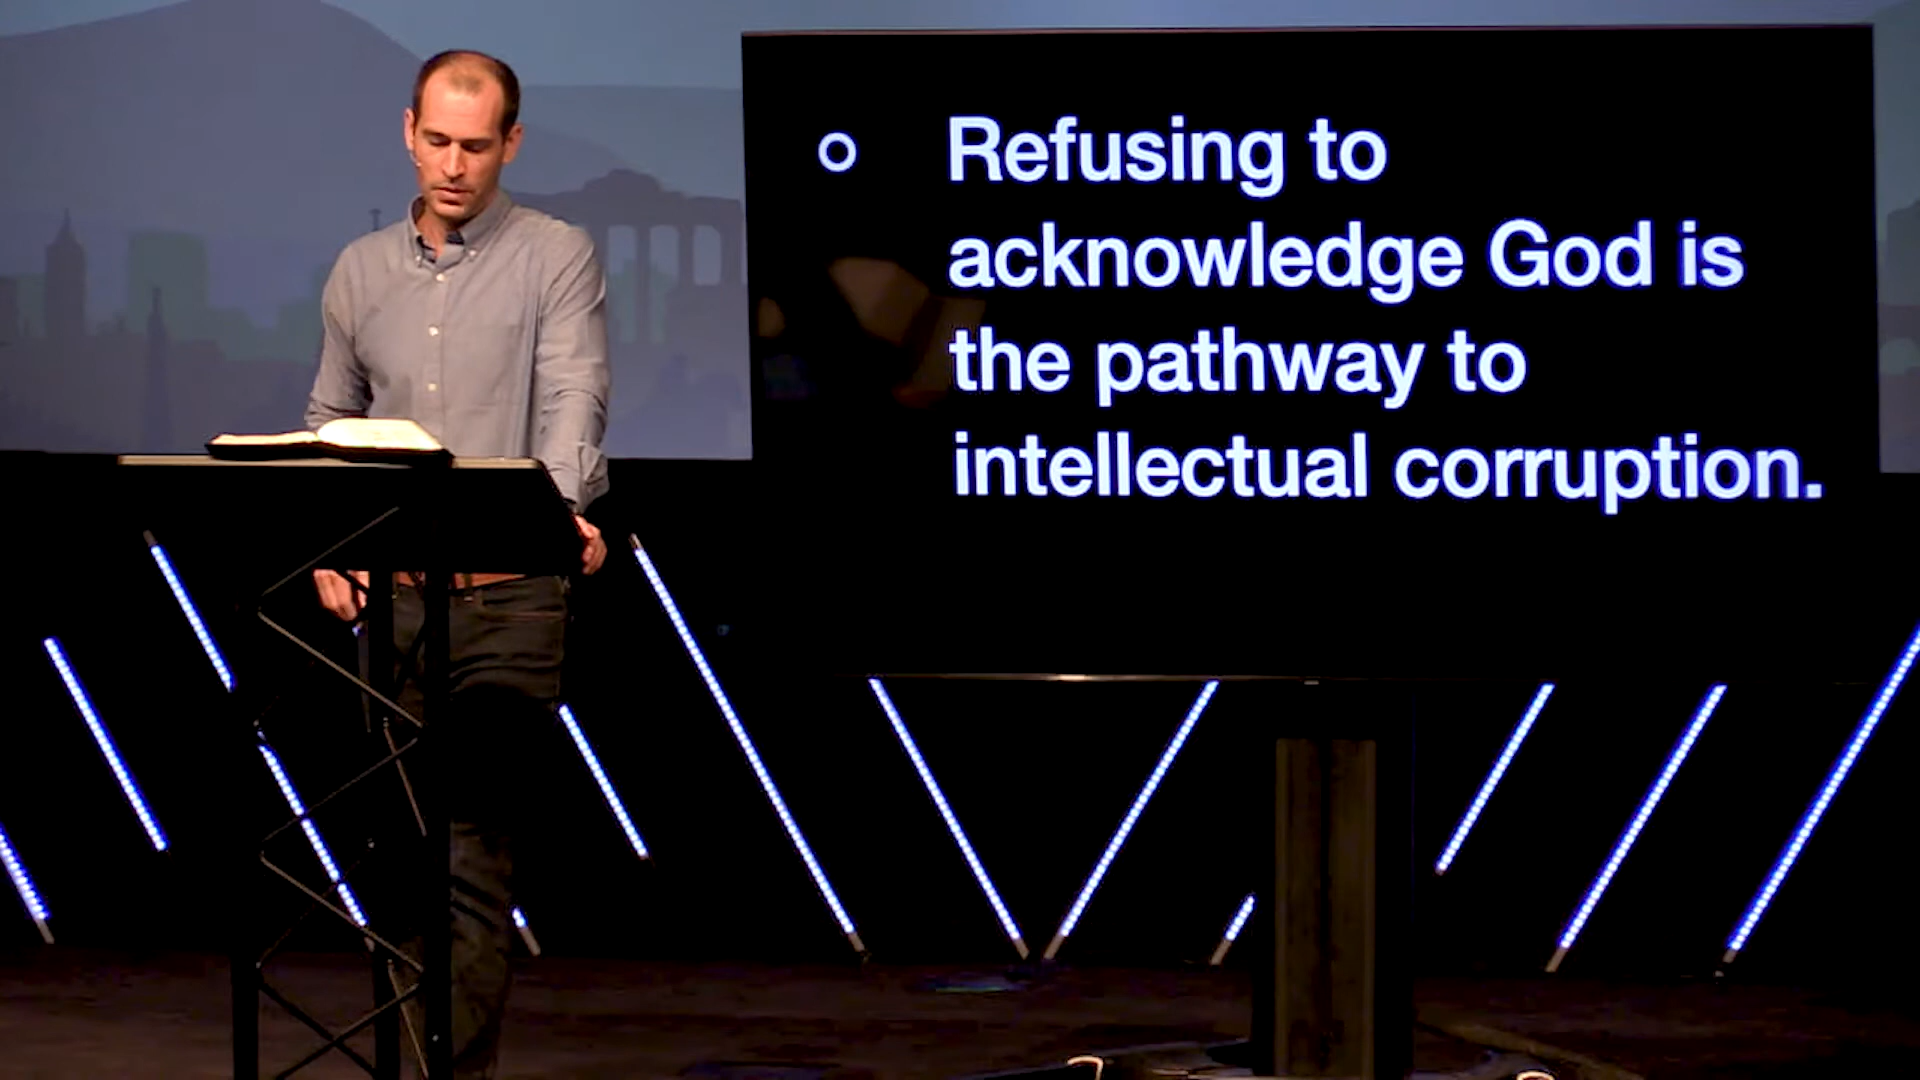 Refusing to
acknowledge God is
the pathway to
intellectual corruption.